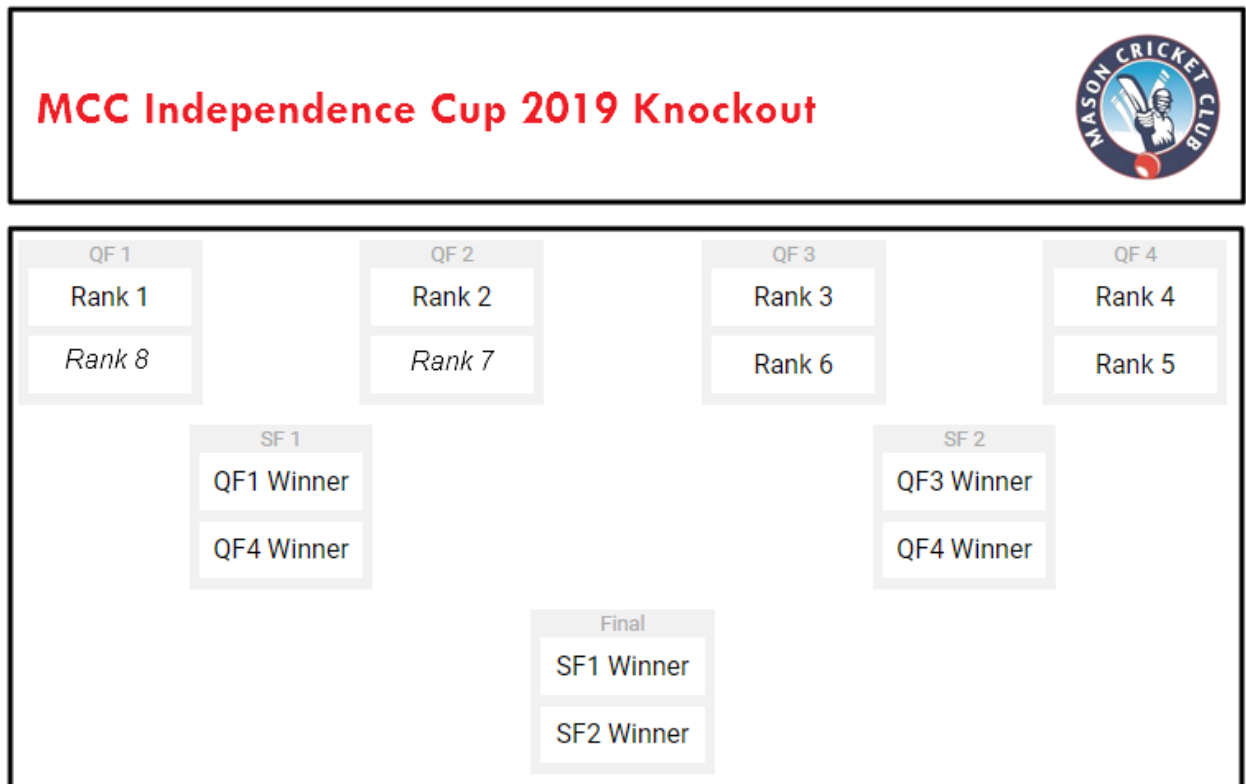 MCC Independence Cup 2019 Knockout
MASON CRICKET CLUB
QF 1
Rank 1
Rank 8
QF 2
Rank 2
Rank 7
QF 3
Rank 3
Rank 6
QF 4
Rank 4
Rank 5
SF 1
QF1 Winner
QF4 Winner
SF 2
QF3 Winner
QF4 Winner
Final
SF1 Winner
SF2 Winner